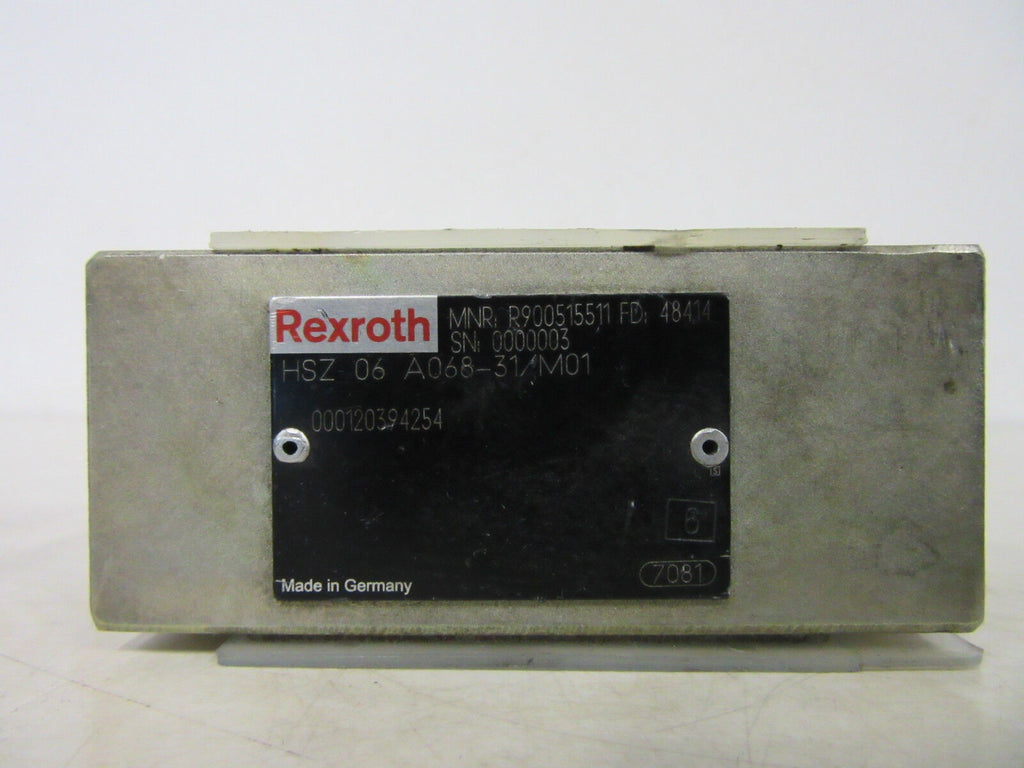 Rexroth MNR: R900515511 FD: 48414
SN: 0000003
HSZ 06 A068-31/M01
000120394254
6
7081
Made in Germany